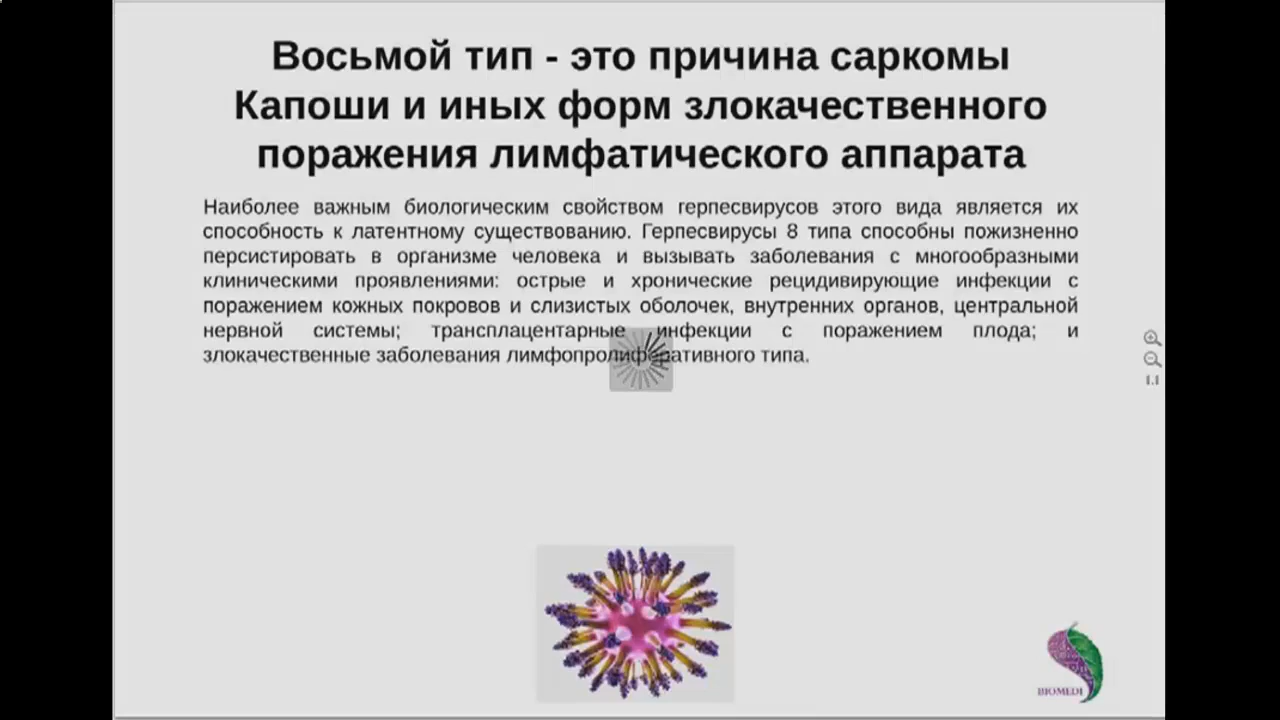 Восьмой тип - это причина саркомы
Капоши и иных форм злокачественного
поражения лимфатического аппарата
Наиболее важным биологическим свойством герпесвирусов этого вида является их
способность к латентному существованию. Герпесвирусы 8 типа способны пожизненно
персистировать в организме человека и вызывать заболевания с многообразными
клиническими проявлениями: острые и хронические рецидивирующие инфекции с
поражением кожных покровов и слизистых оболочек, внутренних органов, центральной
нервной системы; трансплацентарные инфекции с поражением плода; и
злокачественные заболевания лимфопролиферативного типа.
1:1
BIOMEDI